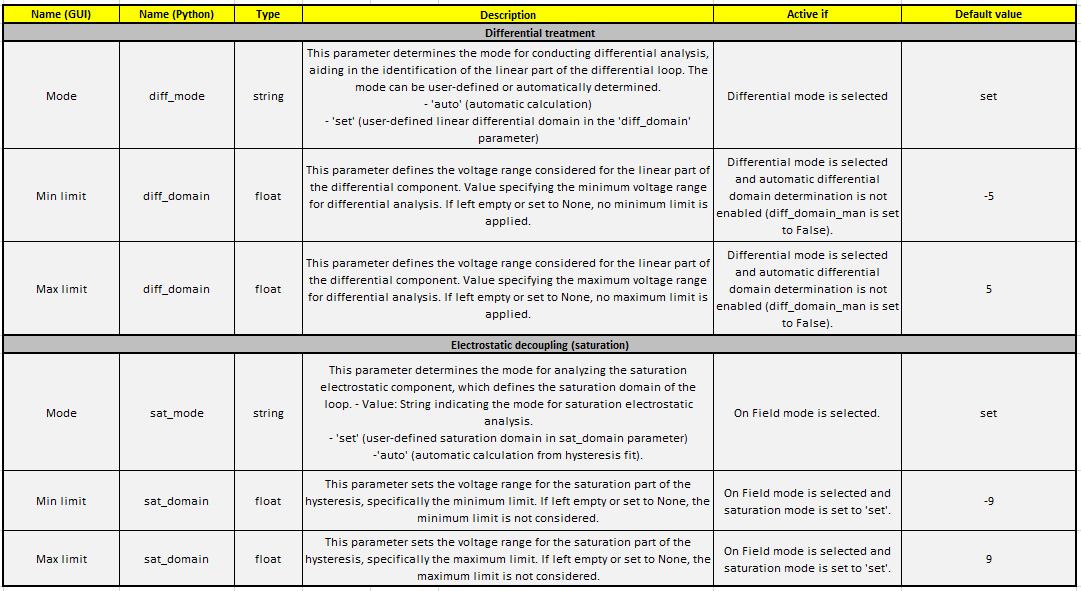 Name (GUI) Name (Python) Type Description Active if Default value
Differential treatment
This parameter determines the mode for conducting differential analysis,
aiding in the identification of the linear part of the differential loop. The
mode can be user-defined or automatically determined.
- 'auto' (automatic calculation)
- 'set' (user-defined linear differential domain in the 'diff_domain'
parameter)
Mode diff_mode string Differential mode is selected set
This parameter defines the voltage range considered for the linear part of
the differential component. Value specifying the minimum voltage range
for differential analysis. If left empty or set to None, no minimum limit is
applied.
Min limit diff_domain float
Differential mode is selected
and automatic differential
domain determination is not
enabled (diff_domain_man is set
to False).
-5
This parameter defines the voltage range considered for the linear part of
the differential component. Value specifying the maximum voltage range
for differential analysis. If left empty or set to None, no maximum limit is
applied.
Max limit diff_domain float
Differential mode is selected
and automatic differential
domain determination is not
enabled (diff_domain_man is set
to False).
5
Electrostatic decoupling (saturation)
This parameter determines the mode for analyzing the saturation
electrostatic component, which defines the saturation domain of the
loop. - Value: String indicating the mode for saturation electrostatic
analysis.
- 'set' (user-defined saturation domain in sat_domain parameter)
-'auto' (automatic calculation from hysteresis fit).
Mode sat_mode string On Field mode is selected. set
This parameter sets the voltage range for the saturation part of the
hysteresis, specifically the minimum limit. If left empty or set to None, the
minimum limit is not considered.
Min limit sat_domain float
On Field mode is selected and
saturation mode is set to 'set'.
-9
This parameter sets the voltage range for the saturation part of the
hysteresis, specifically the maximum limit. If left empty or set to None, the
maximum limit is not considered.
Max limit sat_domain float
On Field mode is selected and
saturation mode is set to 'set'.
9